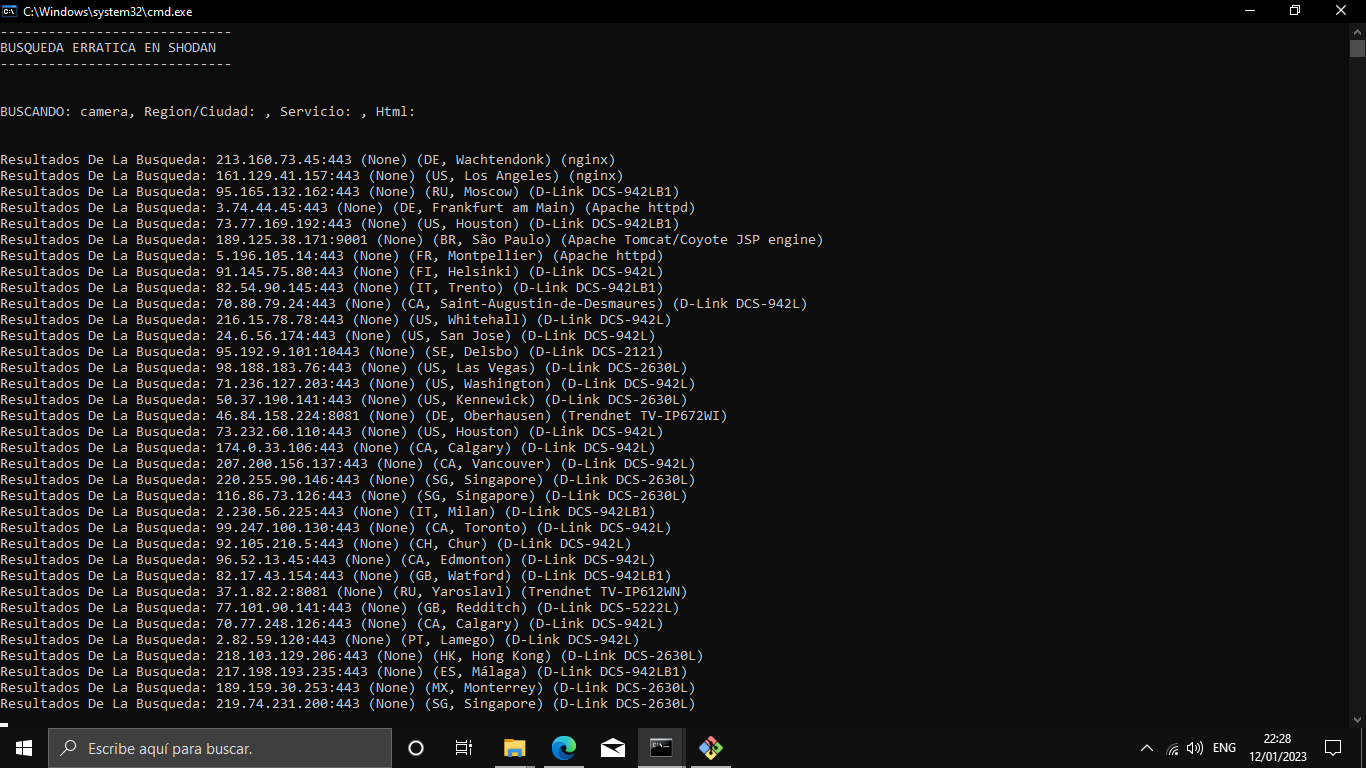 C:\Windows\system32\cmd.exe
-----------------------------
BUSQUEDA ERRATICA EN SHODAN
-----------------------------
BUSCANDO: camera, Region/Ciudad: , Servicio: , Html:
Resultados De La Busqueda: 213.160.73.45:443 (None) (DE, Wachtendonk) (nginx)
Resultados De La Busqueda: 161.129.41.157:443 (None) (US, Los Angeles) (nginx)
Resultados De La Busqueda: 95.165.132.162:443 (None) (RU, Moscow) (D-Link DCS-942LB1)
Resultados De La Busqueda: 3.74.44.45:443 (None) (DE, Frankfurt am Main) (Apache httpd)
Resultados De La Busqueda: 73.77.169.192:443 (None) (US, Houston) (D-Link DCS-942LB1)
Resultados De La Busqueda: 189.125.38.171:9001 (None) (BR, São Paulo) (Apache Tomcat/Coyote JSP engine)
Resultados De La Busqueda: 5.196.105.14:443 (None) (FR, Montpellier) (Apache httpd)
Resultados De La Busqueda: 91.145.75.80:443 (None) (FI, Helsinki) (D-Link DCS-942L)
Resultados De La Busqueda: 82.54.90.145:443 (None) (IT, Trento) (D-Link DCS-942LB1)
Resultados De La Busqueda: 70.80.79.24:443 (None) (CA, Saint-Augustin-de-Desmaures) (D-Link DCS-942L)
Resultados De La Busqueda: 216.15.78.78:443 (None) (US, Whitehall) (D-Link DCS-942L)
Resultados De La Busqueda: 24.6.56.174:443 (None) (US, San Jose) (D-Link DCS-942L)
Resultados De La Busqueda: 95.192.9.101:10443 (None) (SE, Delsbo) (D-Link DCS-2121)
Resultados De La Busqueda: 98.188.183.76:443 (None) (US, Las Vegas) (D-Link DCS-2630L)
Resultados De La Busqueda: 71.236.127.203:443 (None) (US, Washington) (D-Link DCS-942L)
Resultados De La Busqueda: 50.37.190.141:443 (None) (US, Kennewick) (D-Link DCS-2630L)
Resultados De La Busqueda: 46.84.158.224:8081 (None) (DE, Oberhausen) (Trendnet TV-IP672WI)
Resultados De La Busqueda: 73.232.60.110:443 (None) (US, Houston) (D-Link DCS-942L)
Resultados De La Busqueda: 174.0.33.106:443 (None) (CA, Calgary) (D-Link DCS-942L)
Resultados De La Busqueda: 207.200.156.137:443 (None) (CA, Vancouver) (D-Link DCS-942L)
Resultados De La Busqueda: 220.255.90.146:443 (None) (SG, Singapore) (D-Link DCS-2630L)
Resultados De La Busqueda: 116.86.73.126:443 (None) (SG, Singapore) (D-Link DCS-2630L)
Resultados De La Busqueda: 2.230.56.225:443 (None) (IT, Milan) (D-Link DCS-942LB1)
Resultados De La Busqueda: 99.247.100.130:443 (None) (CA, Toronto) (D-Link DCS-942L)
Resultados De La Busqueda: 92.105.210.5:443 (None) (CH, Chur) (D-Link DCS-942L)
Resultados De La Busqueda: 96.52.13.45:443 (None) (CA, Edmonton) (D-Link DCS-942L)
Resultados De La Busqueda: 82.17.43.154:443 (None) (GB, Watford) (D-Link DCS-942LB1)
Resultados De La Busqueda: 37.1.82.2:8081 (None) (RU, Yaroslavl) (Trendnet TV-IP612WN)
Resultados De La Busqueda: 77.101.90.141:443 (None) (GB, Redditch) (D-Link DCS-5222L)
Resultados De La Busqueda: 70.77.248.126:443 (None) (CA, Calgary) (D-Link DCS-942L)
Resultados De La Busqueda: 2.82.59.120:443 (None) (PT, Lamego) (D-Link DCS-942L)
Resultados De La Busqueda: 218.103.129.206:443 (None) (HK, Hong Kong) (D-Link DCS-2630L)
Resultados De La Busqueda: 217.198.193.235:443 (None) (ES, Málaga) (D-Link DCS-942LB1)
Resultados De La Busqueda: 189.159.30.253:443 (None) (MX, Monterrey) (D-Link DCS-2630L)
Resultados De La Busqueda: 219.74.231.200:443 (None) (SG, Singapore) (D-Link DCS-2630L)
Escribe aquí para buscar.
ENG
22:28
12/01/2023